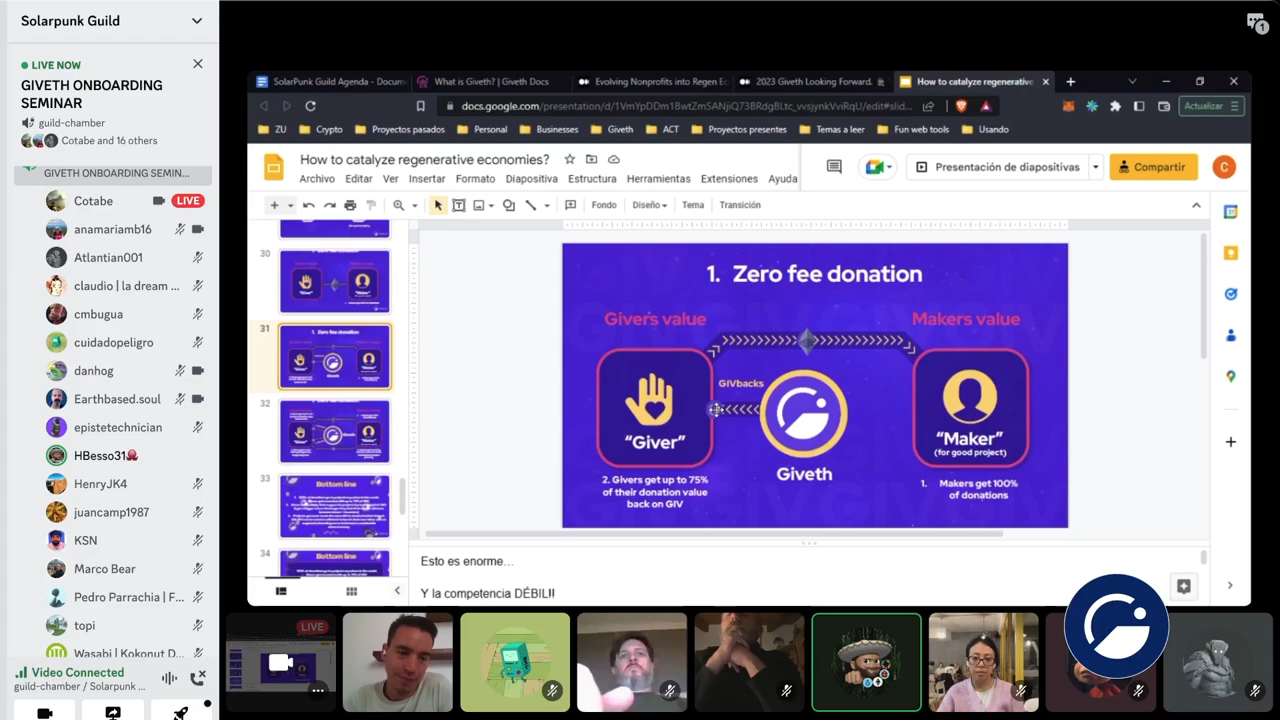 Solarpunk Guild
LIVE NOW
GIVETH ONBOARDING
SEMINAR
guild-chamber
Cotabe and 16 others
GIVETH ONBOARDING SEMIN...
Cotabe
LIVE
anamariamb16
Atlantian001
claudio | la dream ...
cmbugua
cuidadopeligro
danhog
Earthbased.soul
epistetechnician
HBesso31
HenryJK4
juancamp1987
KSN
Marco Bear
Petro Parrachia | F...
topi
Wasabi | Kokonut D...
Video Connected
guild-chamber / Solarpunk ...
1
SolarPunk Guild Agenda - Docum
What is Giveth? | Giveth Docs
Evolving Nonprofits into Regen E
2023 Giveth Looking Forward.
How to catalyze regenerative
Actualizar
ZU
Crypto
Proyectos pasados
Personal
Businesses
Giveth
ACT
Proyectos presentes
Temas a leer
Fun web tools
Usando
How to catalyze regenerative economies?
Archivo Editar Ver Insertar Formato Diapositiva Estructura Herramientas Extensiones Ayuda
Presentación de diapositivas
Compartir
C
Fondo
Diseño
Tema
Transición
30
31
1. Zero fee donation
32
33
Bottom line
34
Bottom line
1. Zero fee donation
Givers value
Makers value
GIVbacks
"Giver"
Giveth
"Maker"
(for good project)
2. Givers get up to 75%
of their donation value
back on GIV
1. Makers get 100%
of donations
Esto es enorme...
Y la competencia DÉBIL!!
LIVE